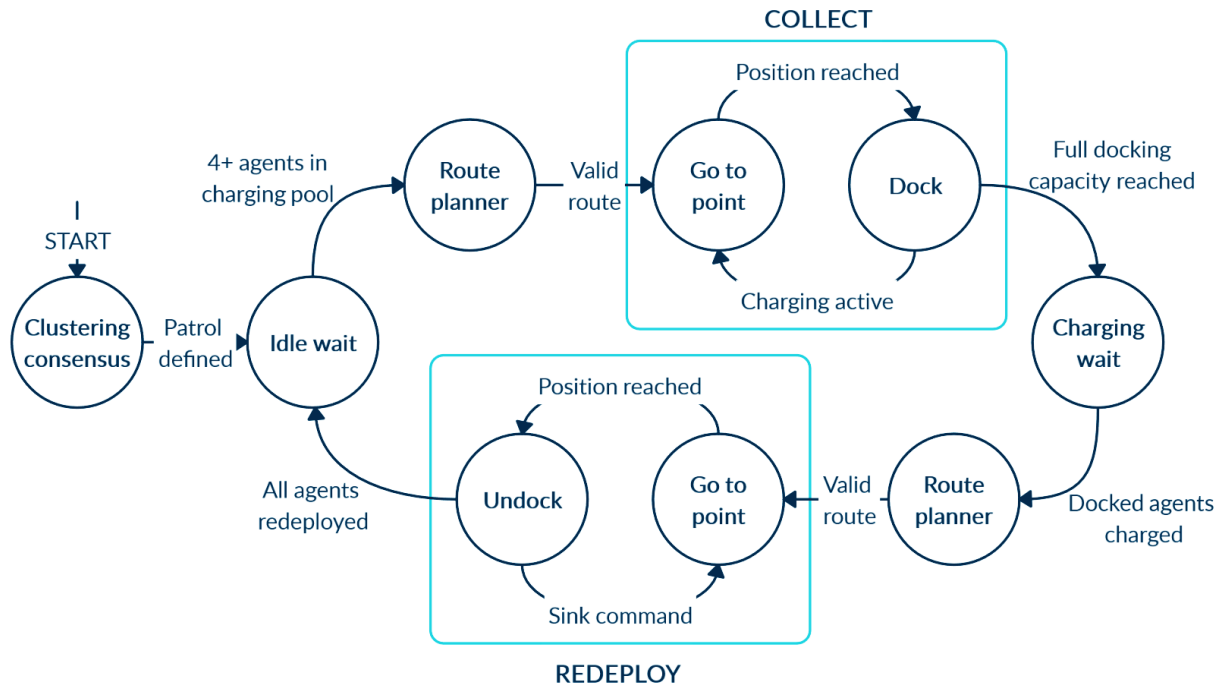 COLLECT
Position reached
4+ agents in
charging pool
Route
planner
Valid
route
Go to
point
Dock
Full docking
capacity reached
START
Charging active
Clustering
consensus
Patrol
defined
Idle wait
Charging
wait
Position reached
All agents
redeployed
Undock
Go to
point
Valid
route
Route
planner
Docked agents
charged
Sink command
REDEPLOY